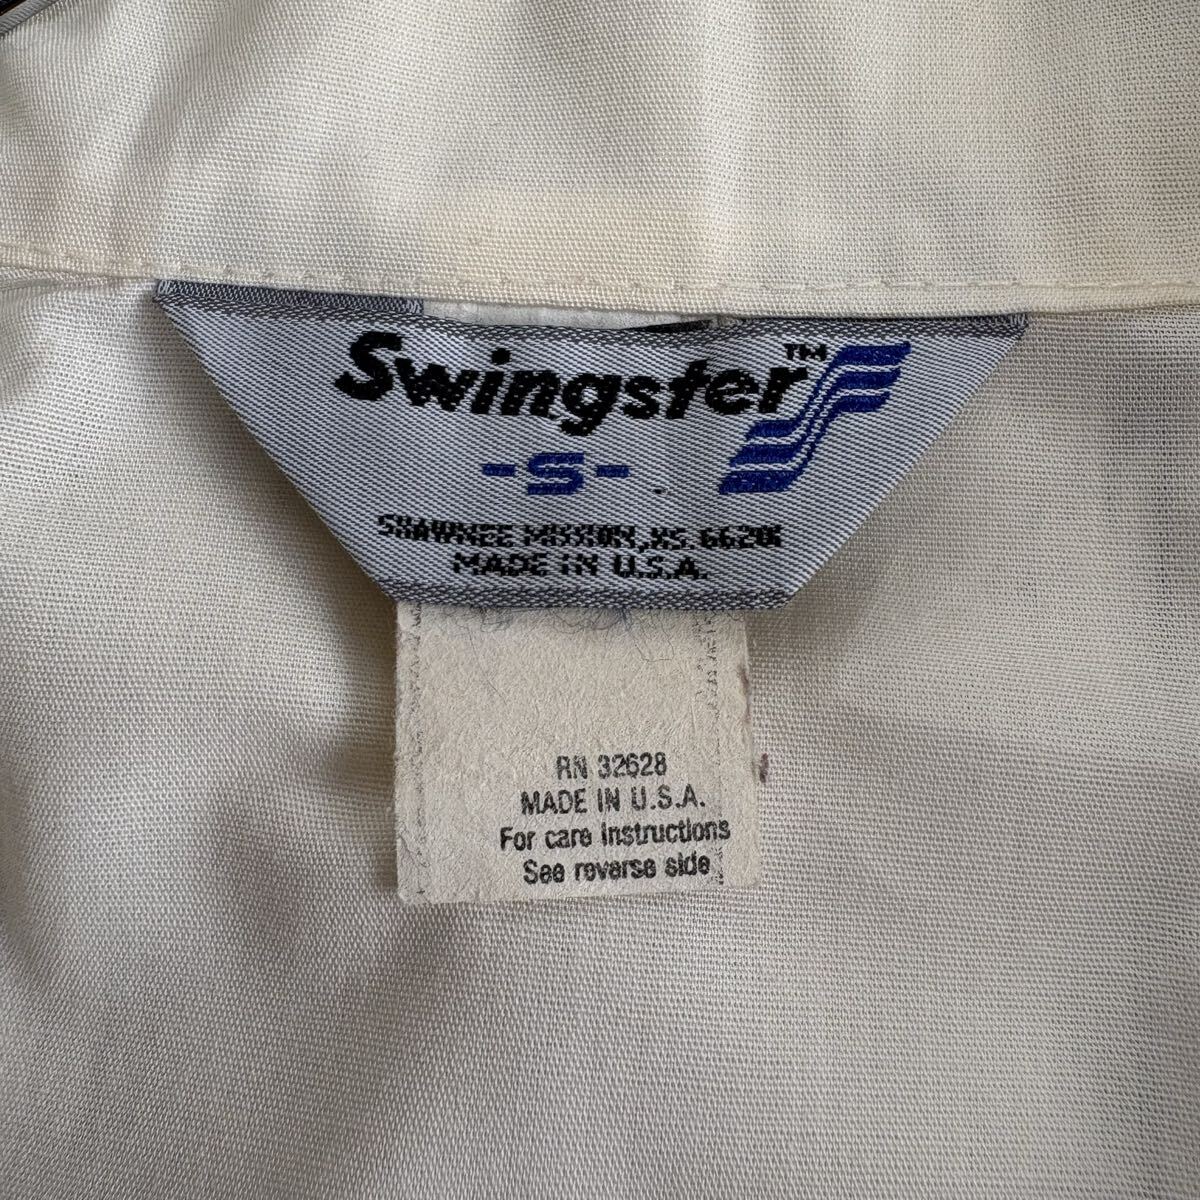 Swingster™
-S-
SHAWNEE MISSION, KS. 66201
MADE IN U.S.A.
RN 32628
MADE IN U.S.A.
For care instructions
See reverse side